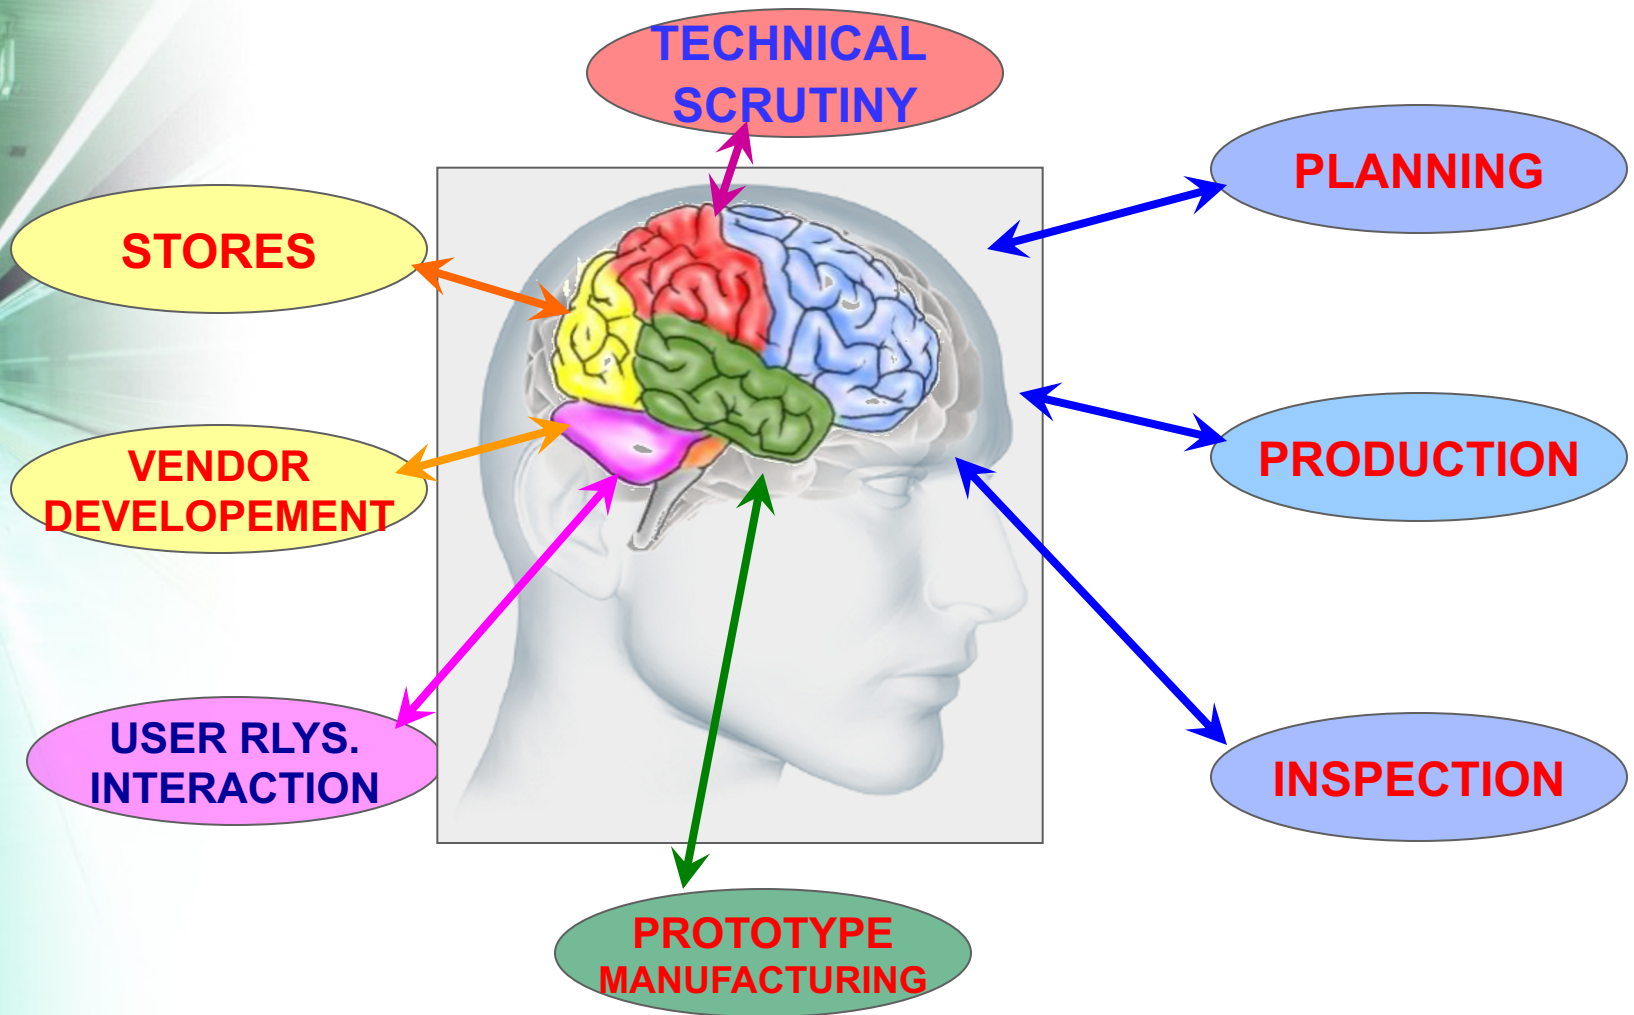 TECHNICAL
SCRUTINY
PLANNING
STORES
PRODUCTION
VENDOR
DEVELOPEMENT
USER RLYS.
INTERACTION
INSPECTION
PROTOTYPE
MANUFACTURING